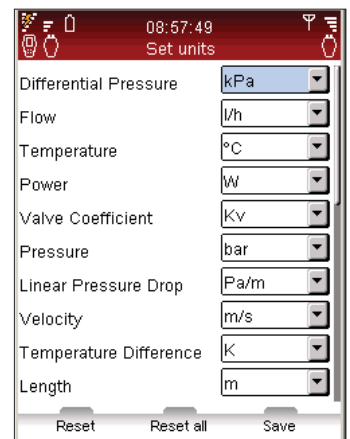 08:57:49
Set units
Differential Pressure kPa
Flow l/h
Temperature °C
Power W
Valve Coefficient Kv
Pressure bar
Linear Pressure Drop Pa/m
Velocity m/s
Temperature Difference K
Length m
Reset Reset all Save